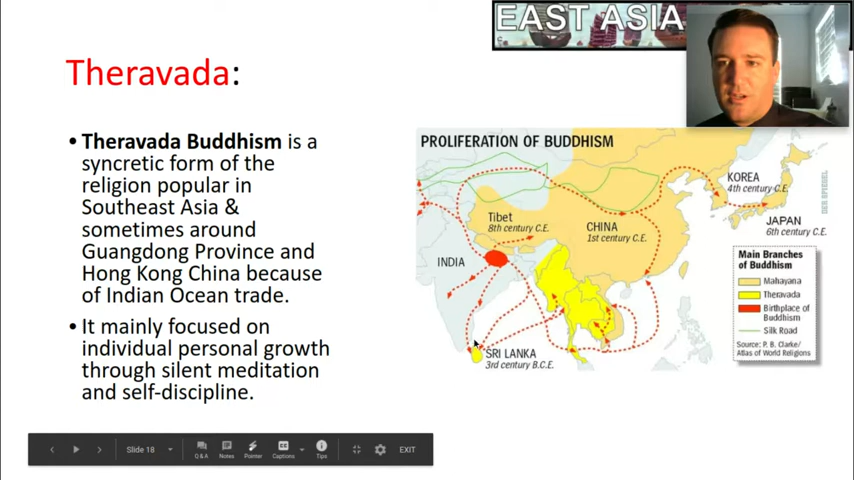 EAST ASIA
Theravada:
• Theravada Buddhism is a
syncretic form of the
religion popular in
Southeast Asia &
sometimes around
Guangdong Province and
Hong Kong China because
of Indian Ocean trade.
• It mainly focused on
individual personal growth
through silent meditation
and self-discipline.
PROLIFERATION OF BUDDHISM
KOREA
4th century C.E.
JAPAN
6th century C.E.
DER SPIEGEL
Tibet
8th century C.E.
CHINA
1st century C.E.
INDIA
SRI LANKA
3rd century B.C.E.
Main Branches
of Buddhism
Mahayana
Theravada
Birthplace of
Buddhism
Silk Road
Source: P. B. Clarke/
Atlas of World Religions
Slide 18
Q & A
Notes
Pointer
Captions
Tips
EXIT